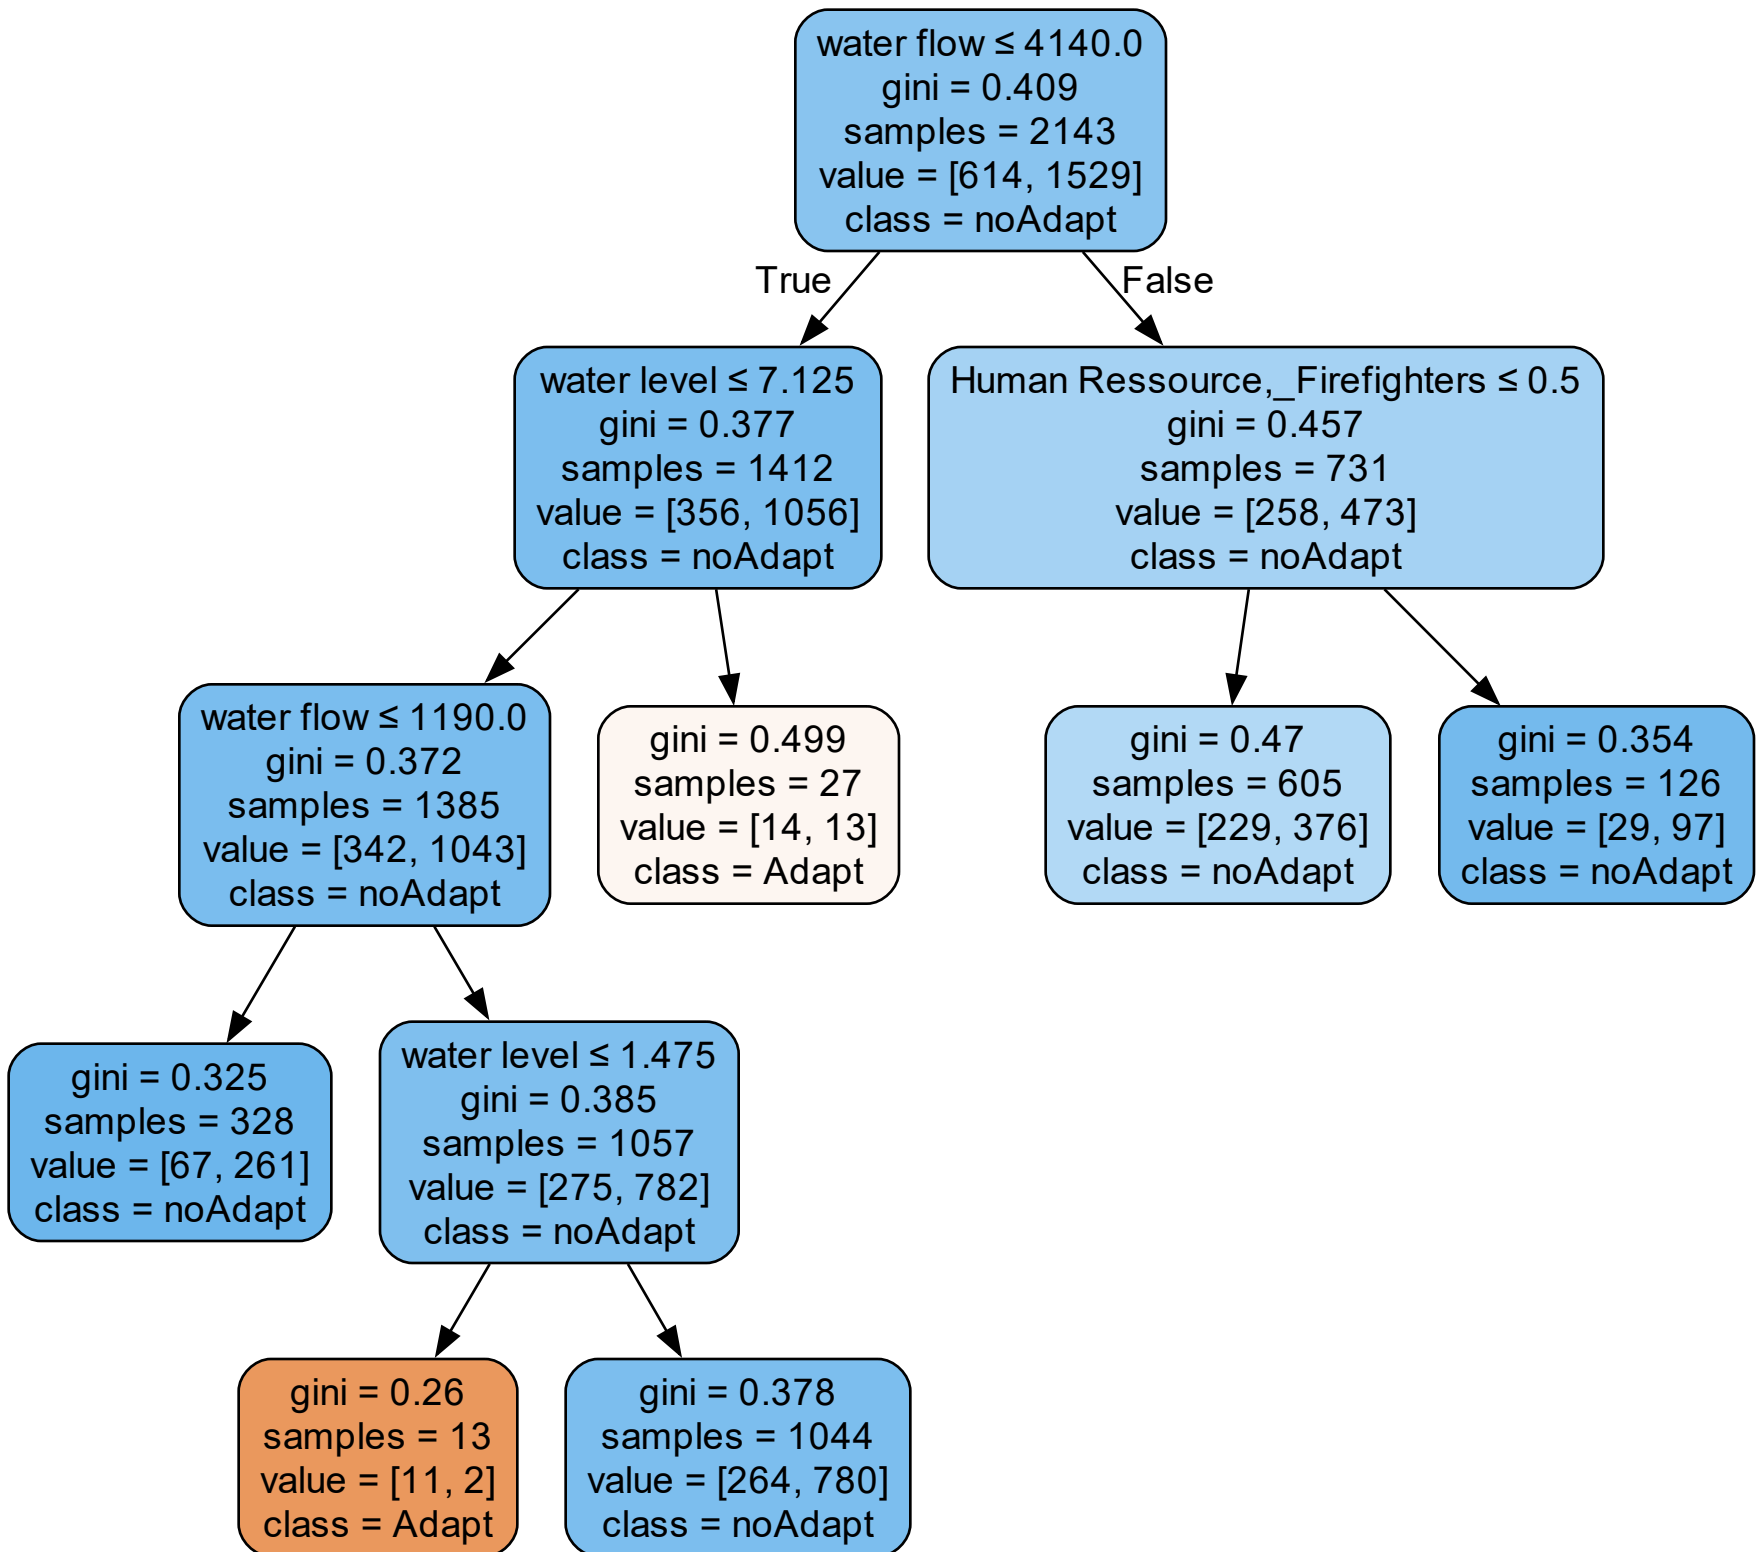 water flow ≤ 4140.0
gini = 0.409
samples = 2143
value = [614, 1529]
class = noAdapt
True
False
water level ≤ 7.125
gini = 0.377
samples = 1412
value = [356, 1056]
class = noAdapt
Human Ressource,_Firefighters ≤ 0.5
gini = 0.457
samples = 731
value = [258, 473]
class = noAdapt
water flow ≤ 1190.0
gini = 0.372
samples = 1385
value = [342, 1043]
class = noAdapt
gini = 0.499
samples = 27
value = [14, 13]
class = Adapt
gini = 0.47
samples = 605
value = [229, 376]
class = noAdapt
gini = 0.354
samples = 126
value = [29, 97]
class = noAdapt
gini = 0.325
samples = 328
value = [67, 261]
class = noAdapt
water level ≤ 1.475
gini = 0.385
samples = 1057
value = [275, 782]
class = noAdapt
gini = 0.26
samples = 13
value = [11, 2]
class = Adapt
gini = 0.378
samples = 1044
value = [264, 780]
class = noAdapt